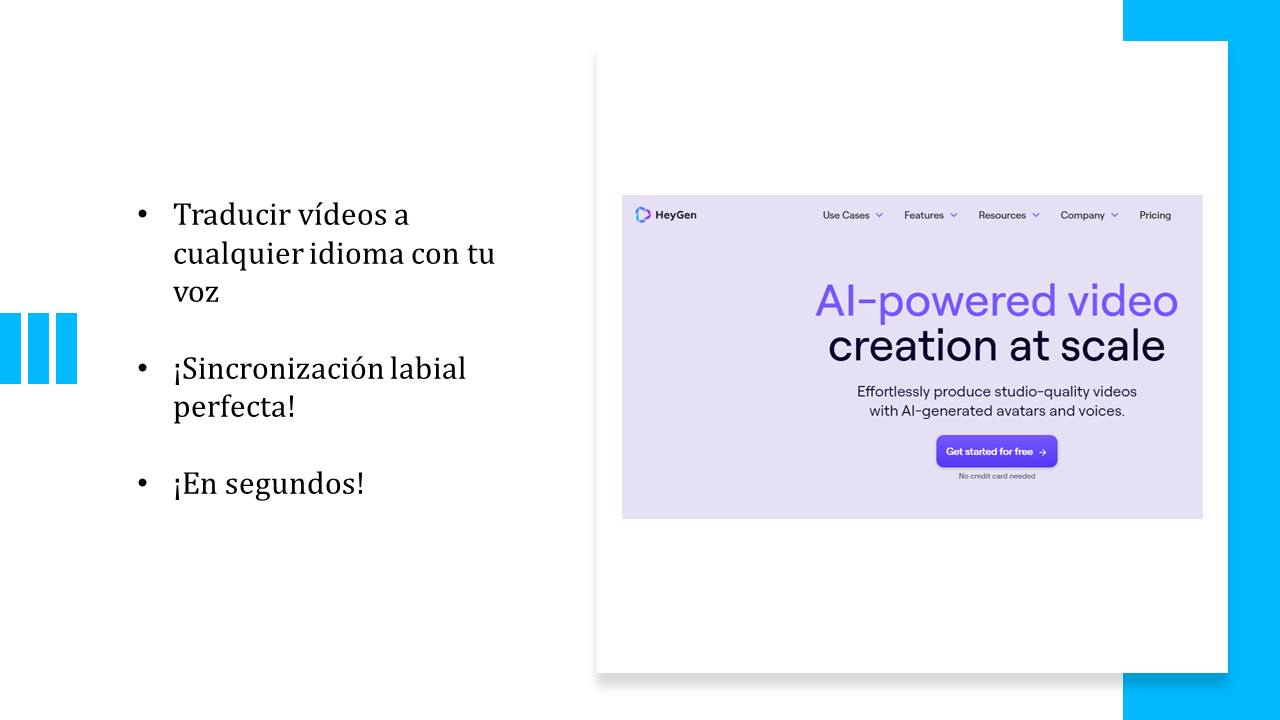 • Traducir vídeos a
cualquier idioma con tu
voz
• ¡Sincronización labial
perfecta!
• ¡En segundos!
HeyGen
Use Cases Features Resources Company Pricing
AI-powered video
creation at scale
Effortlessly produce studio-quality videos
with AI-generated avatars and voices.
Get started for free →
No credit card needed